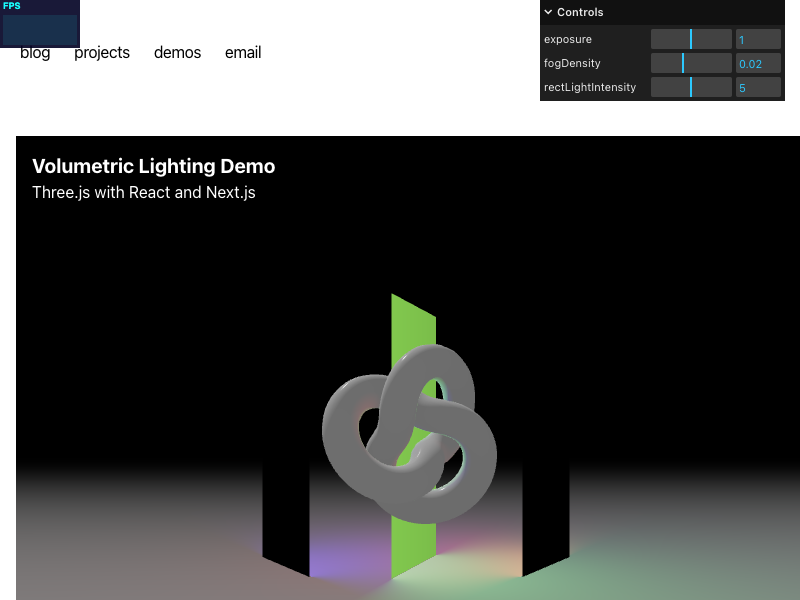 FPS
blog projects demos email
Controls
exposure 1
fogDensity 0.02
rectLightIntensity 5
Volumetric Lighting Demo
Three.js with React and Next.js